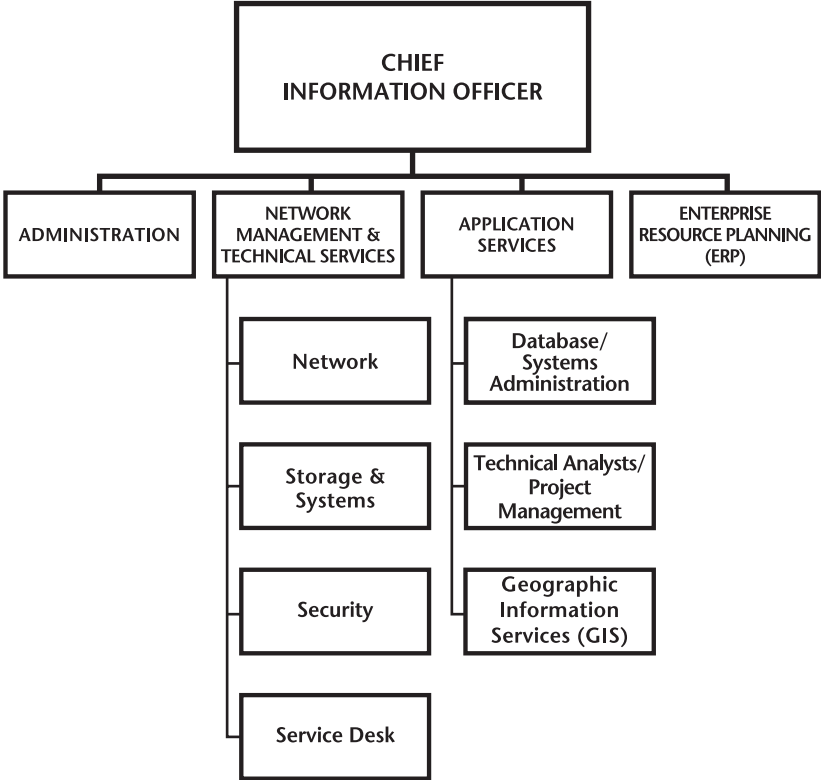 CHIEF
INFORMATION OFFICER
ADMINISTRATION
NETWORK
MANAGEMENT &
TECHNICAL SERVICES
APPLICATION
SERVICES
ENTERPRISE
RESOURCE PLANNING
(ERP)
Network
Storage &
Systems
Security
Service Desk
Database/
Systems
Administration
Technical Analysts/
Project
Management
Geographic
Information
Services (GIS)